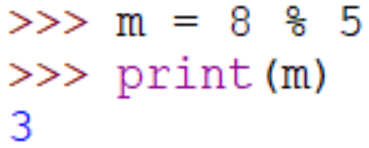 >>> m = 8 % 5
>>> print(m)
3